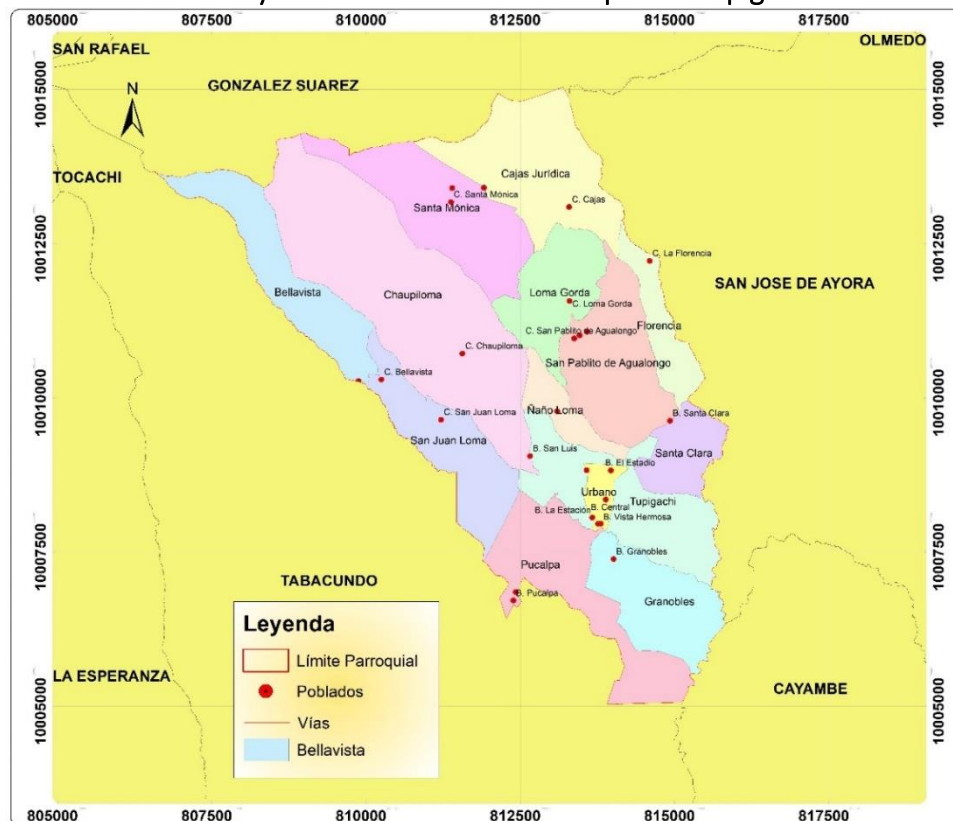 805000 807500 810000 812500 815000 817500
SAN RAFAEL
OLMEDO
GONZALEZ SUAREZ
10015000
10015000
N
TOCACHI
Cajas Jurídica
C. Santa Mónica
Santa Mónica
C. Cajas
10012500
10012500
C. La Florencia
SAN JOSE DE AYORA
Bellavista
Chaupiloma
Loma Gorda
C. Loma Gorda
Florencia
C. San Pablito de Agualongo
C. Chaupiloma
San Pablito de Agualongo
C. Bellavista
10010000
10010000
Ñaño Loma
C. San Juan Loma
B. Santa Clara
San Juan Loma
B. San Luis
Santa Clara
B. El Estadio
Urbano
Tupigachi
B. La Estación
B. Central
B. Vista Hermosa
10007500
10007500
Pucalpa
B. Granobles
TABACUNDO
B. Pucalpa
Granobles
Leyenda
Límite Parroquial
Poblados
Vías
Bellavista
LA ESPERANZA
CAYAMBE
10005000
10005000
805000 807500 810000 812500 815000 817500